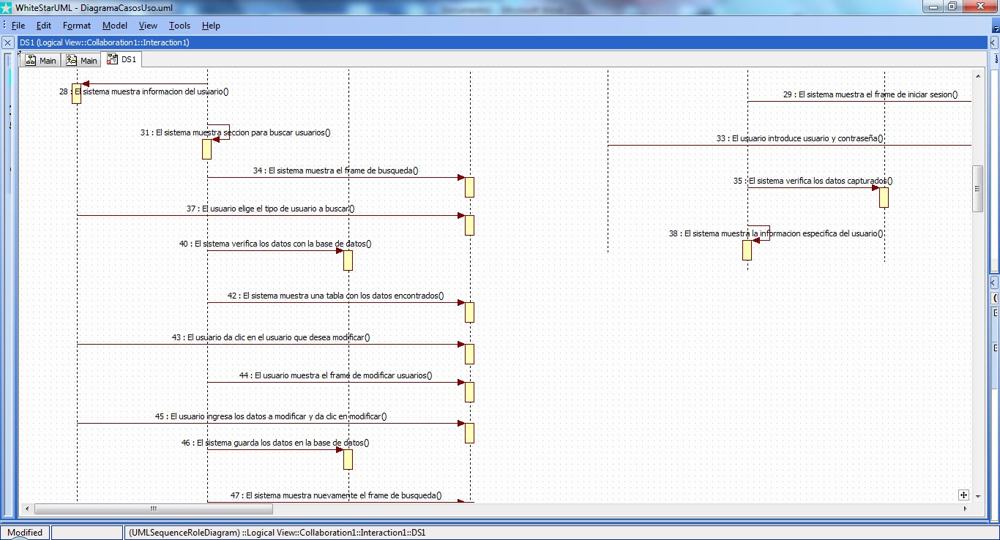 WhiteStarUML - DiagramaCasosUso.uml
File Edit Format Model View Tools Help
DS1 (Logical View::Collaboration1::Interaction1)
Main Main DS1
28 : El sistema muestra informacion del usuario()
29 : El sistema muestra el frame de iniciar sesion()
31 : El sistema muestra seccion para buscar usuarios()
33 : El usuario introduce usuario y contraseña()
34 : El sistema muestra el frame de busqueda()
35 : El sistema verifica los datos capturados()
37 : El usuario elige el tipo de usuario a buscar()
38 : El sistema muestra la informacion especifica del usuario()
40 : El sistema verifica los datos con la base de datos()
42 : El sistema muestra una tabla con los datos encontrados()
43 : El usuario da clic en el usuario que desea modificar()
44 : El usuario muestra el frame de modificar usuarios()
45 : El usuario ingresa los datos a modificar y da clic en modificar()
46 : El sistema guarda los datos en la base de datos()
47 : El sistema muestra nuevamente el frame de busqueda()
Modified
(UMLSequenceRoleDiagram) ::Logical View::Collaboration1::Interaction1::DS1